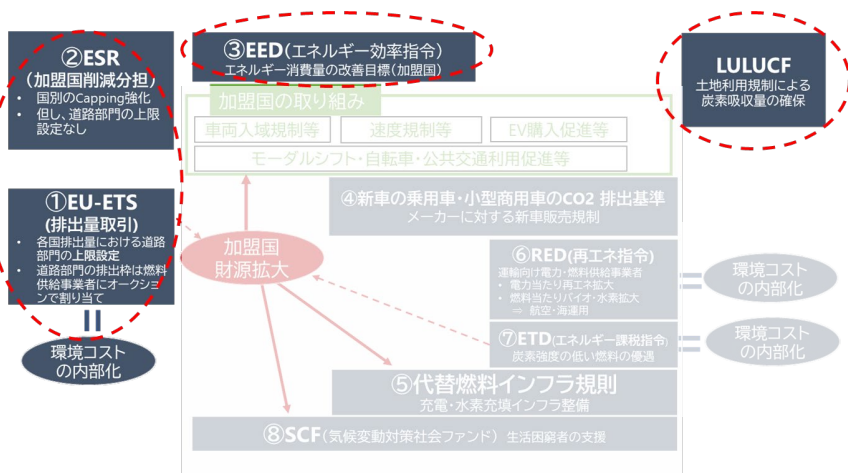 ②ESR
(加盟国削減分担)
• 国別のCapping強化
• 但し、道路部門の上限
設定なし
③EED(エネルギー効率指令)
エネルギー消費量の改善目標(加盟国)
LULUCF
土地利用規制による
炭素吸収量の確保
加盟国の取り組み
車両入域規制等
速度規制等
EV購入促進等
モーダルシフト・自転車・公共交通利用促進等
①EU-ETS
(排出量取引)
• 各国排出量における道路
部門の上限設定
• 道路部門の排出枠は燃料
供給事業者にオークショ
ンで割り当て
環境コスト
の内部化
④新車の乗用車・小型商用車のCO2 排出基準
メーカーに対する新車販売規制
加盟国
財源拡大
⑥RED(再エネ指令)
運輸向け電力・燃料供給事業者
• 電力当たり再エネ拡大
• 燃料当たりバイオ・水素拡大
⇒ 航空・海運用
環境コスト
の内部化
⑦ETD(エネルギー課税指令)
炭素強度の低い燃料の優遇
環境コスト
の内部化
⑤代替燃料インフラ規則
充電・水素充填インフラ整備
⑧SCF(気候変動対策社会ファンド) 生活困窮者の支援